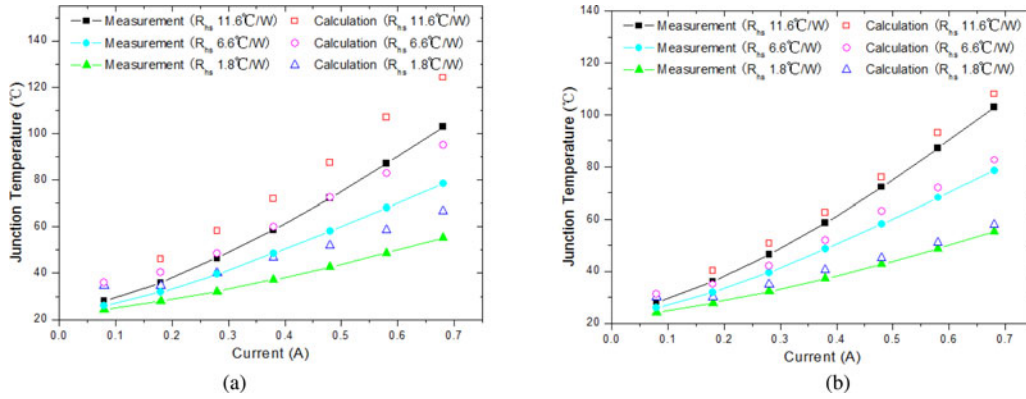 Measurement (Rhs 11.6℃/W)
Calculation (Rhs 11.6℃/W)
Measurement (Rhs 6.6℃/W)
Calculation (Rhs 6.6℃/W)
Measurement (Rhs 1.8℃/W)
Calculation (Rhs 1.8℃/W)
Junction Temperature (℃)
140
120
100
80
60
40
20
0.0 0.1 0.2 0.3 0.4 0.5 0.6 0.7
Current (A)
(a)
Measurement (Rhs 11.6℃/W)
Calculation (Rhs 11.6℃/W)
Measurement (Rhs 6.6℃/W)
Calculation (Rhs 6.6℃/W)
Measurement (Rhs 1.8℃/W)
Calculation (Rhs 1.8℃/W)
Junction Temperature (℃)
140
120
100
80
60
40
20
0.0 0.1 0.2 0.3 0.4 0.5 0.6 0.7
Current (A)
(b)